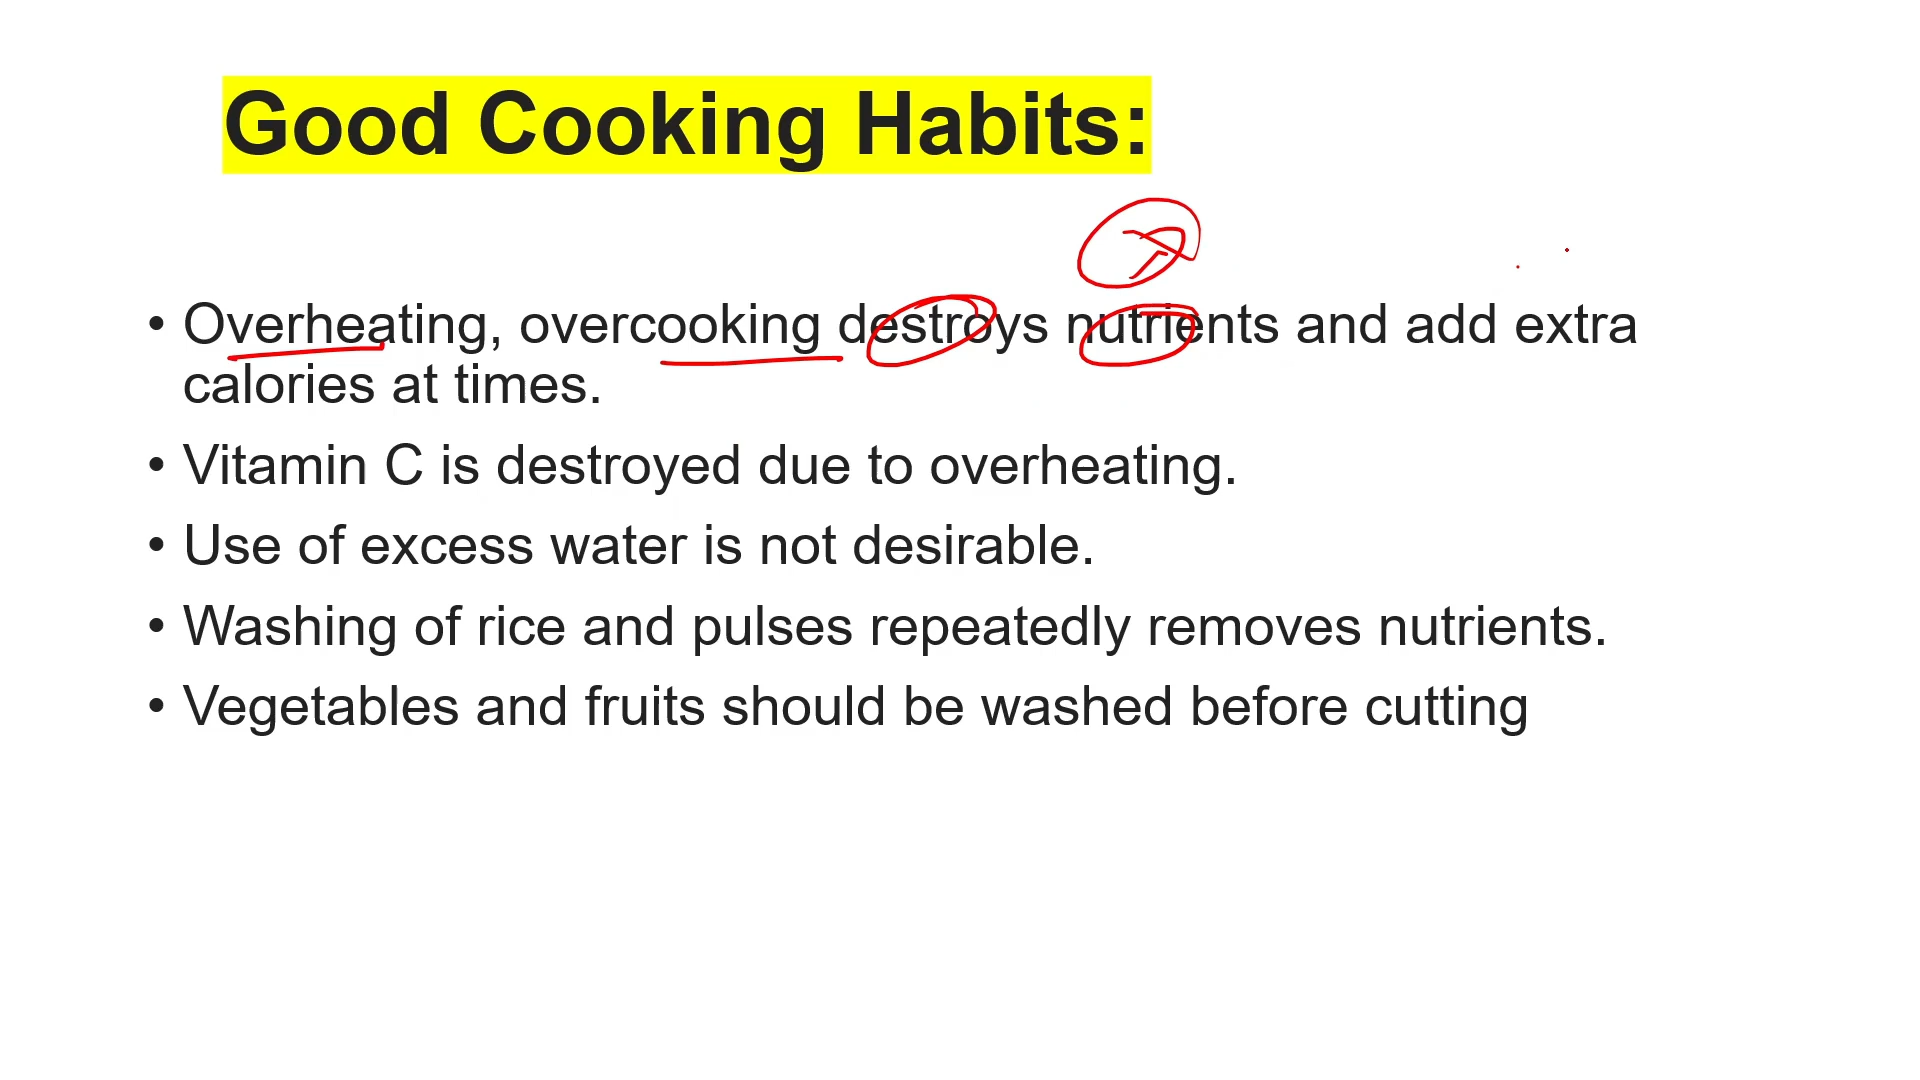 Good Cooking Habits:
• Overheating, overcooking destroys nutrients and add extra
calories at times.
• Vitamin C is destroyed due to overheating.
• Use of excess water is not desirable.
• Washing of rice and pulses repeatedly removes nutrients.
• Vegetables and fruits should be washed before cutting